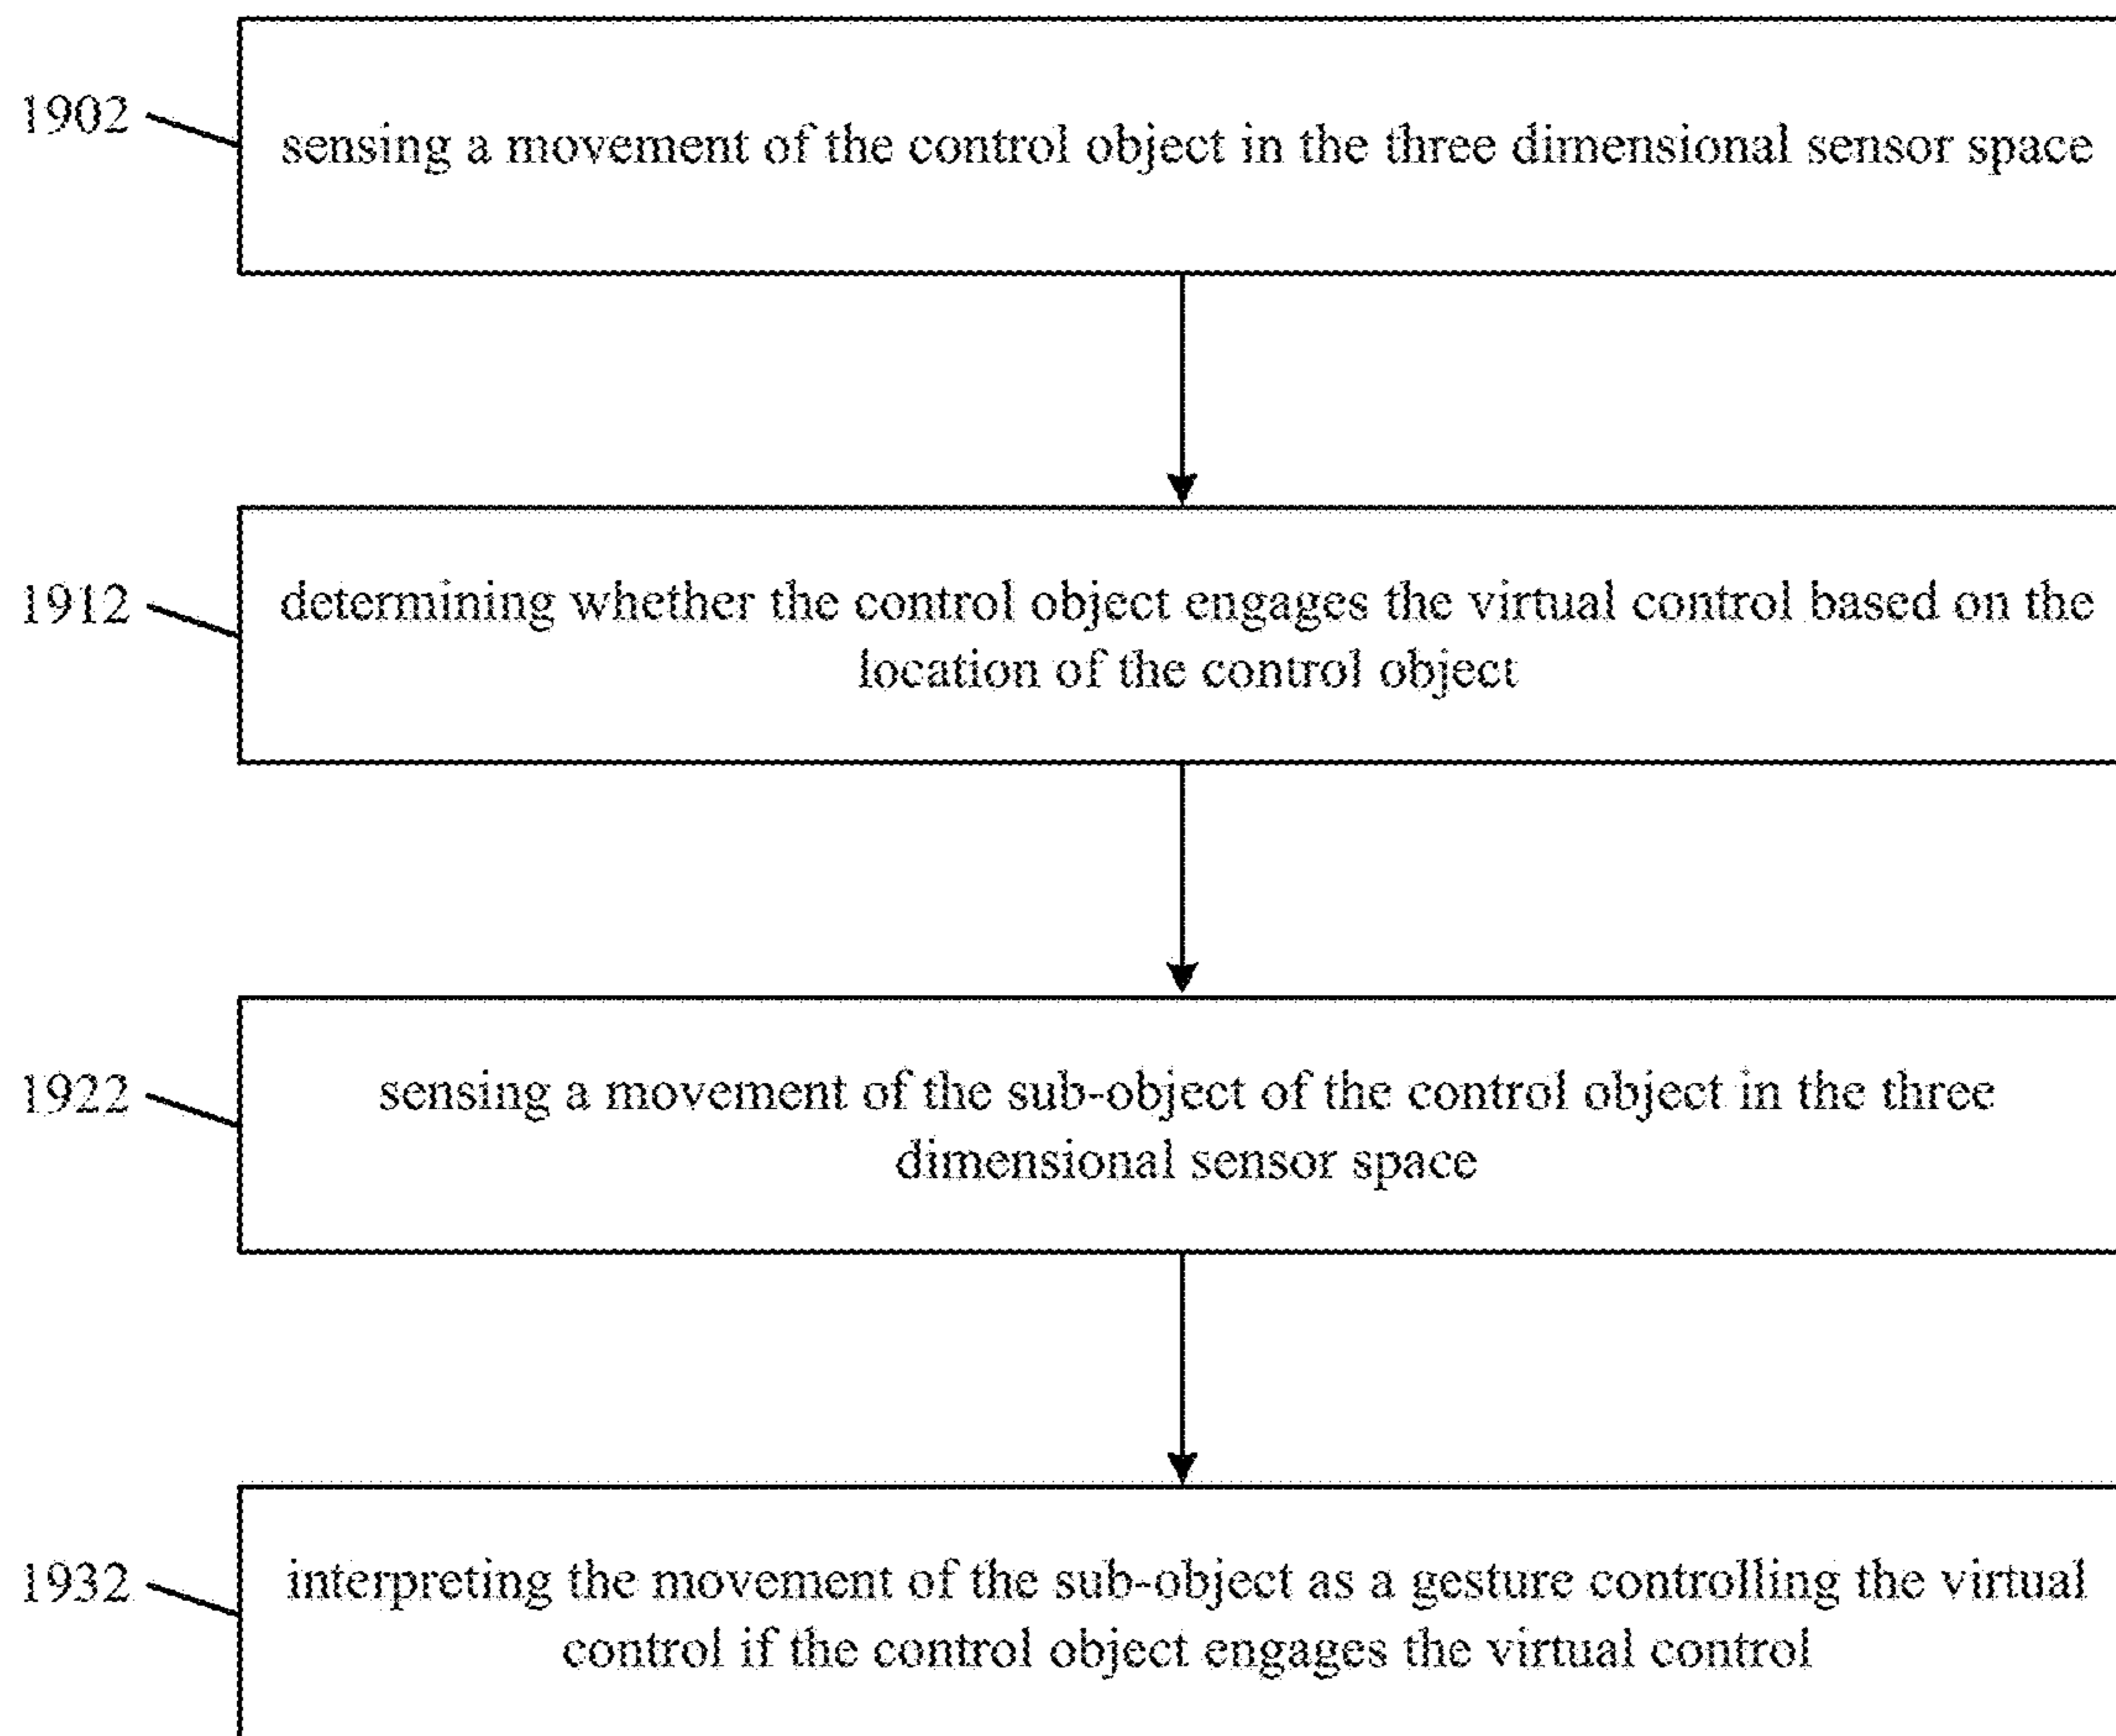 1902
sensing a movement of the control object in the three dimensional sensor space
1912
determining whether the control object engages the virtual control based on the
location of the control object
1922
sensing a movement of the sub-object of the control object in the three
dimensional sensor space
1932
interpreting the movement of the sub-object as a gesture controlling the virtual
control if the control object engages the virtual control